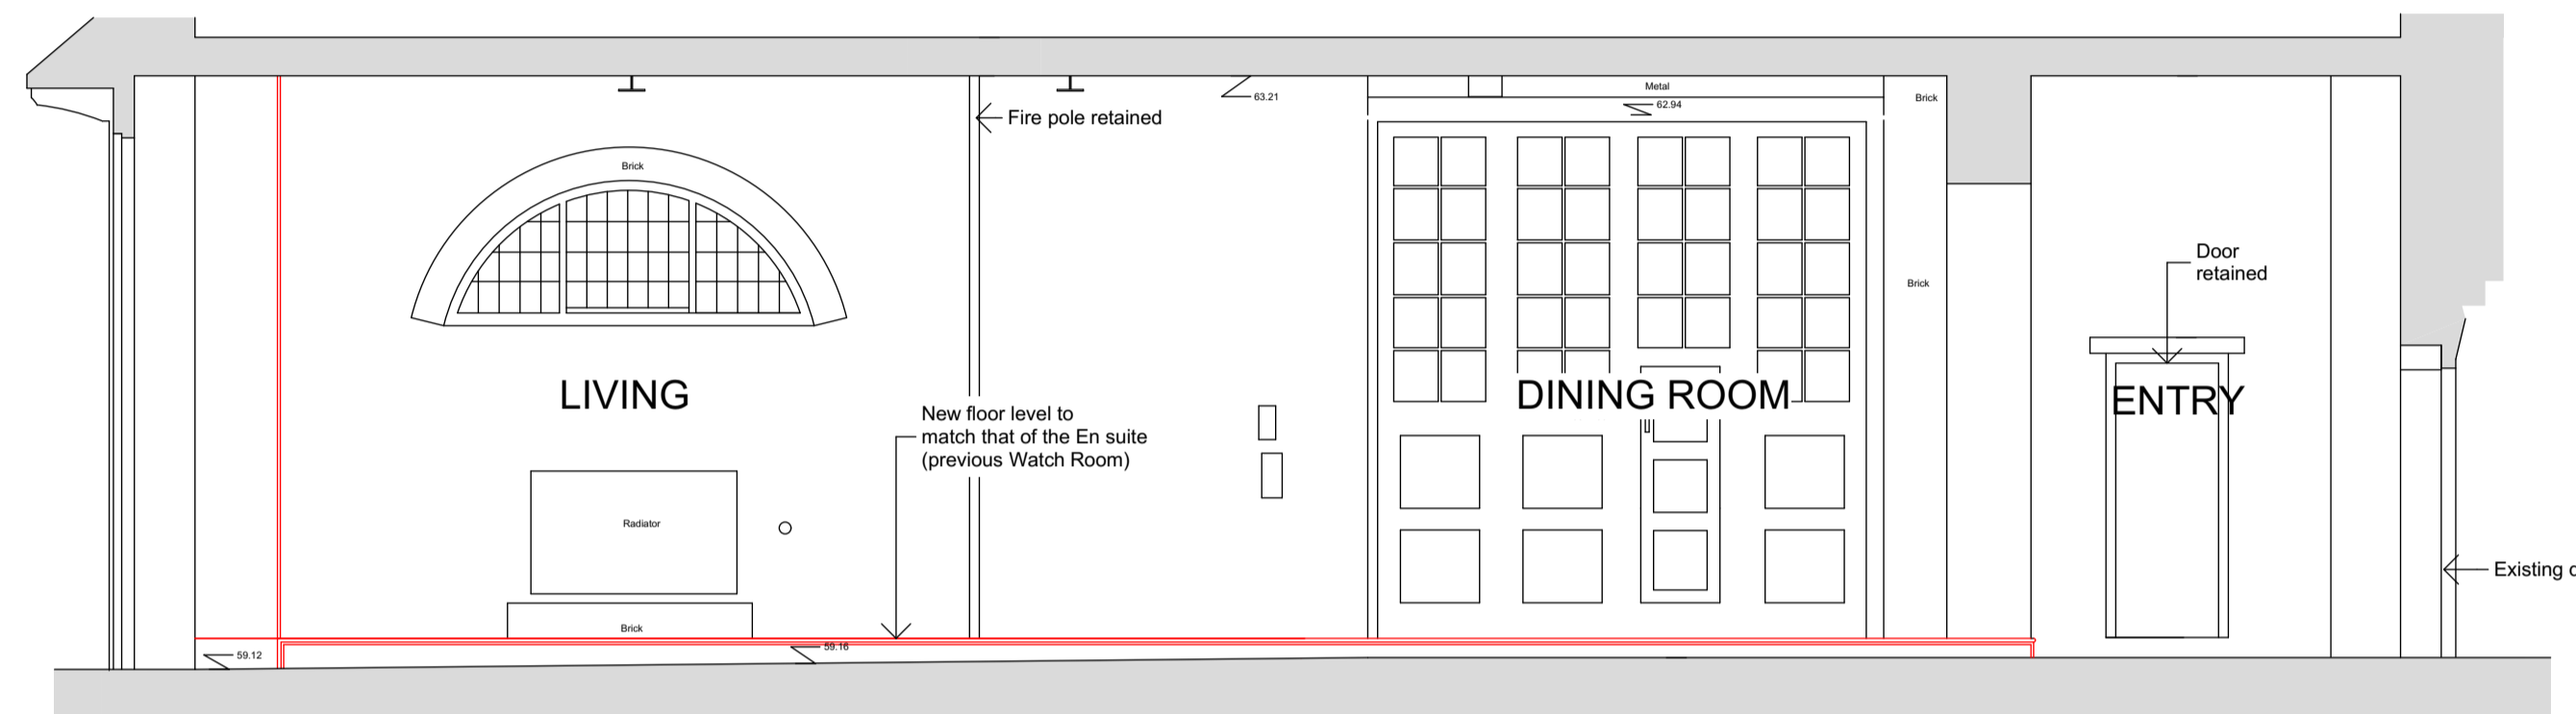 Metal
63.21
62.94
Brick
Fire pole retained
Brick
Door
retained
Brick
LIVING
DINING ROOM
ENTRY
New floor level to
match that of the En suite
(previous Watch Room)
Radiator
Existing
Brick
59.16
59.12